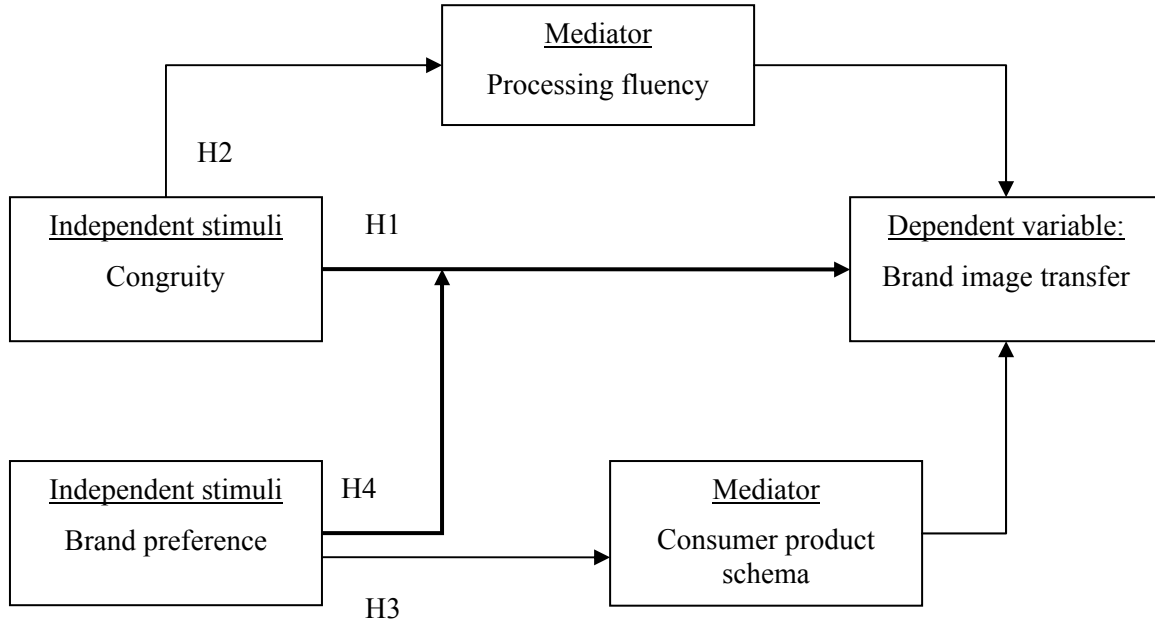 Mediator
Processing fluency
H2
Independent stimuli
Congruity
H1
Dependent variable:
Brand image transfer
Independent stimuli
Brand preference
H4
Mediator
Consumer product
schema
H3